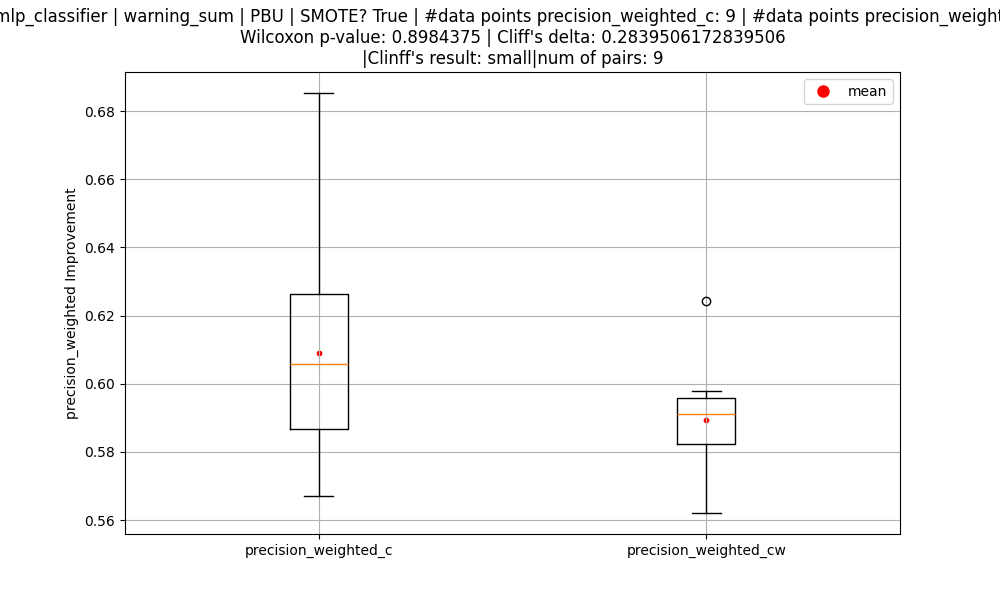 mlp_classifier | warning_sum | PBU | SMOTE? True | #data points precision_weighted_c: 9 | #data points
Wilcoxon p-value: 0.8984375 | Cliff's delta: 0.2839506172839506
|Clinff's result: small|num of pairs: 9
mean
precision_weighted Improvement
0.68
0.66
0.64
0.62
0.60
0.58
0.56
precision_weighted_c
precision_weighted_cw